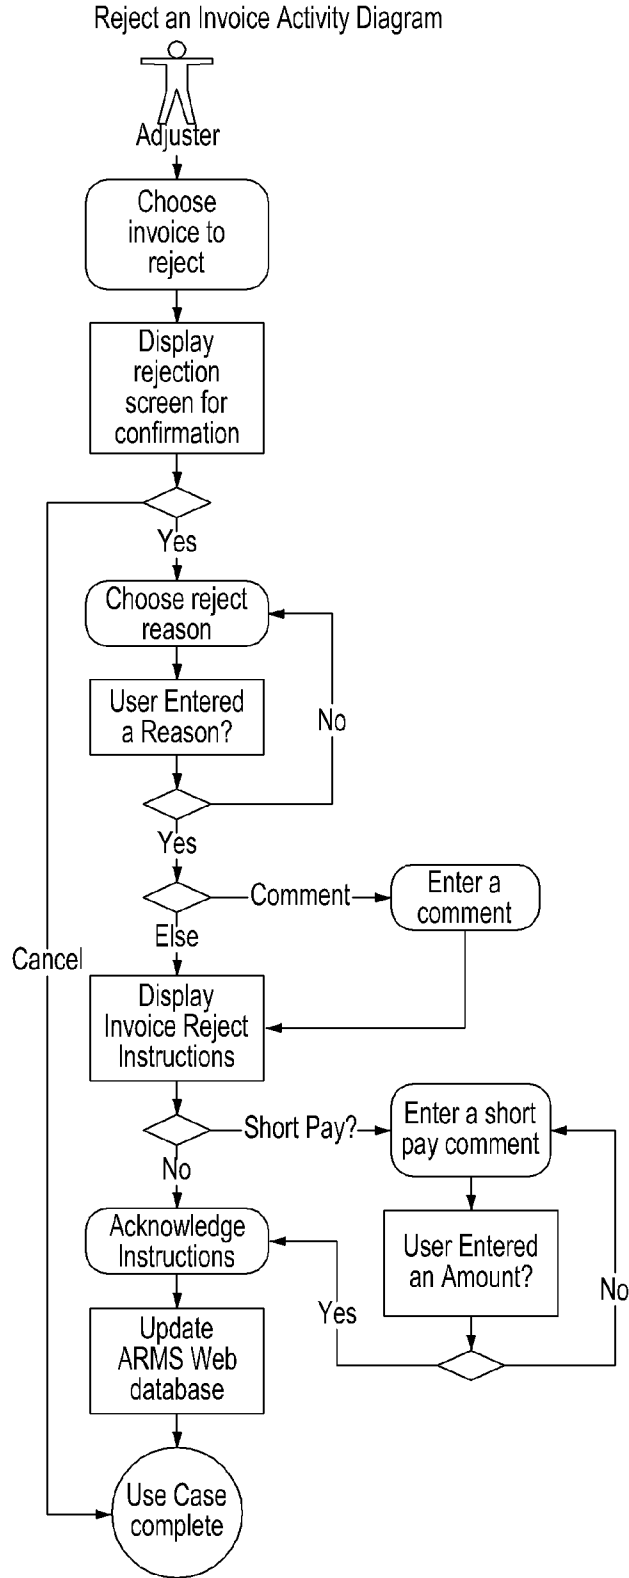 Reject an Invoice Activity Diagram
Adjuster
Choose
invoice to
reject
Display
rejection
screen for
confirmation
Yes
Choose reject
reason
User Entered
a Reason?
No
Yes
Comment
Enter a
comment
Else
Cancel
Display
Invoice Reject
Instructions
Short Pay?
Enter a short
pay comment
No
Acknowledge
Instructions
User Entered
an Amount?
No
Yes
Update
ARMS Web
database
Use Case
complete